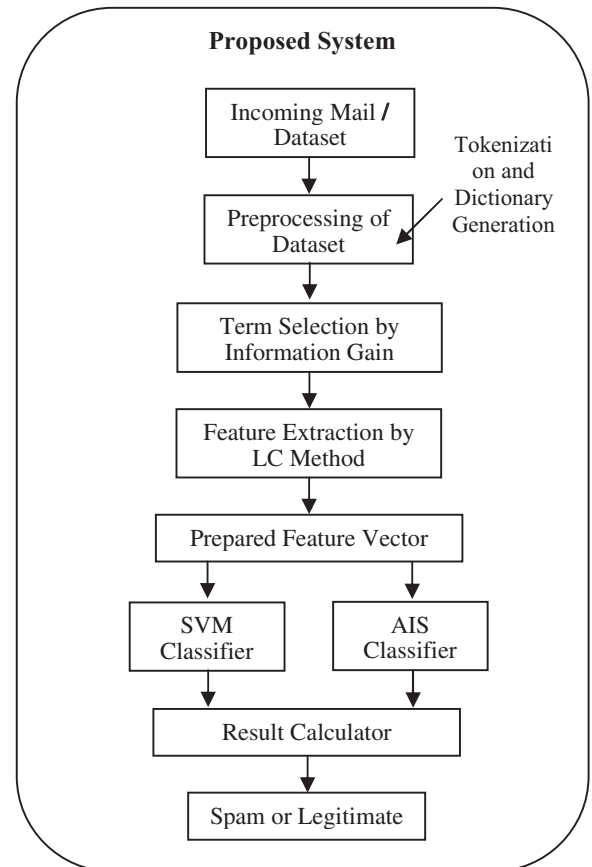 Proposed System
Incoming Mail /
Dataset
Tokenizati
on and
Dictionary
Generation
Preprocessing of
Dataset
Term Selection by
Information Gain
Feature Extraction by
LC Method
Prepared Feature Vector
SVM
Classifier
AIS
Classifier
Result Calculator
Spam or Legitimate